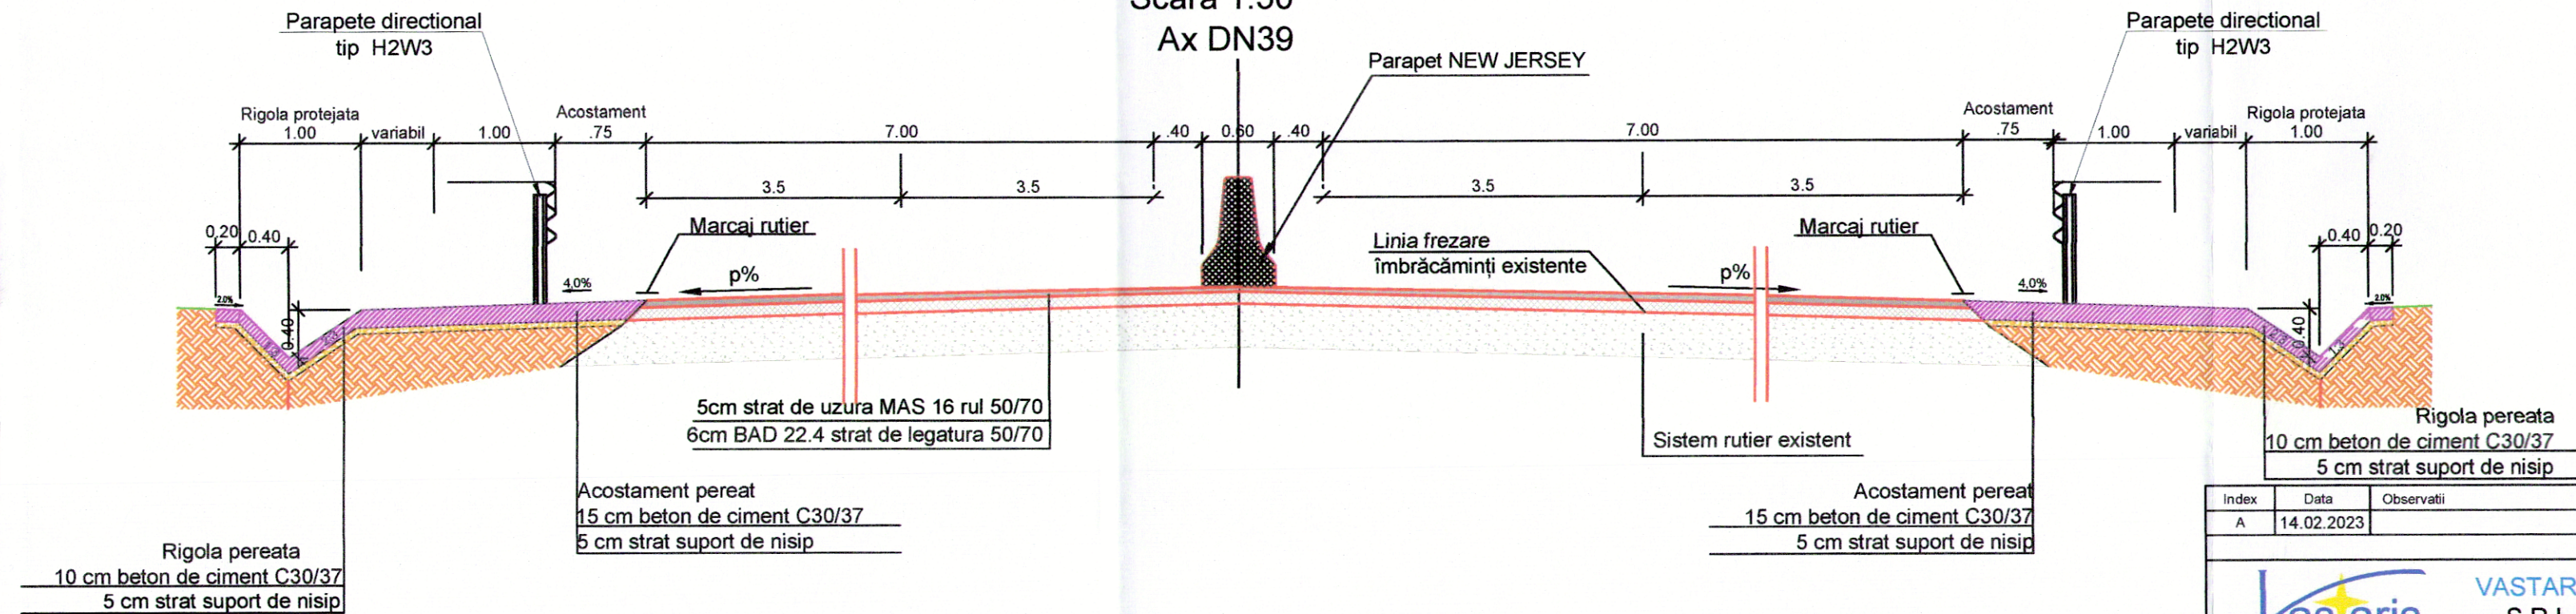 Scara 1:50
Ax DN39
Parapete directional
tip H2W3
Parapet NEW JERSEY
Parapete directional
tip H2W3
Rigola protejata
Acostament
Acostament
Rigola protejata
1.00 variabil 1.00 .75 7.00 .40 0.60 .40 7.00 .75 1.00 variabil 1.00
3.5 3.5 3.5 3.5
0.20 0.40
Marcaj rutier
Linia frezare
îmbrăcăminți existente
Marcaj rutier
0.40 0.20
2.0%
4,0%
p%
p%
4,0%
2.0%
0.40
0.40
5cm strat de uzura MAS 16 rul 50/70
6cm BAD 22.4 strat de legatura 50/70
Sistem rutier existent
Rigola pereata
10 cm beton de ciment C30/37
5 cm strat suport de nisip
Acostament pereat
15 cm beton de ciment C30/37
5 cm strat suport de nisip
Acostament pereat
15 cm beton de ciment C30/37
5 cm strat suport de nisip
Rigola pereata
10 cm beton de ciment C30/37
5 cm strat suport de nisip
Index Data Observatii
A 14.02.2023
VASTAR